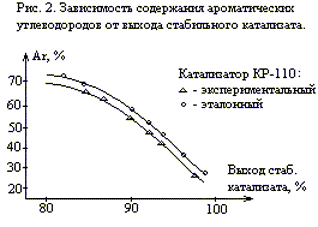 Рис. 2. Зависимость содержания ароматических
углеводородов от выхода стабильного катализата.
Ar, %
Катализатор КР-110:
- экспериментальный
- эталонный
70
60
50
40
30
20
Выход стаб.
катализата, %
80 90 100